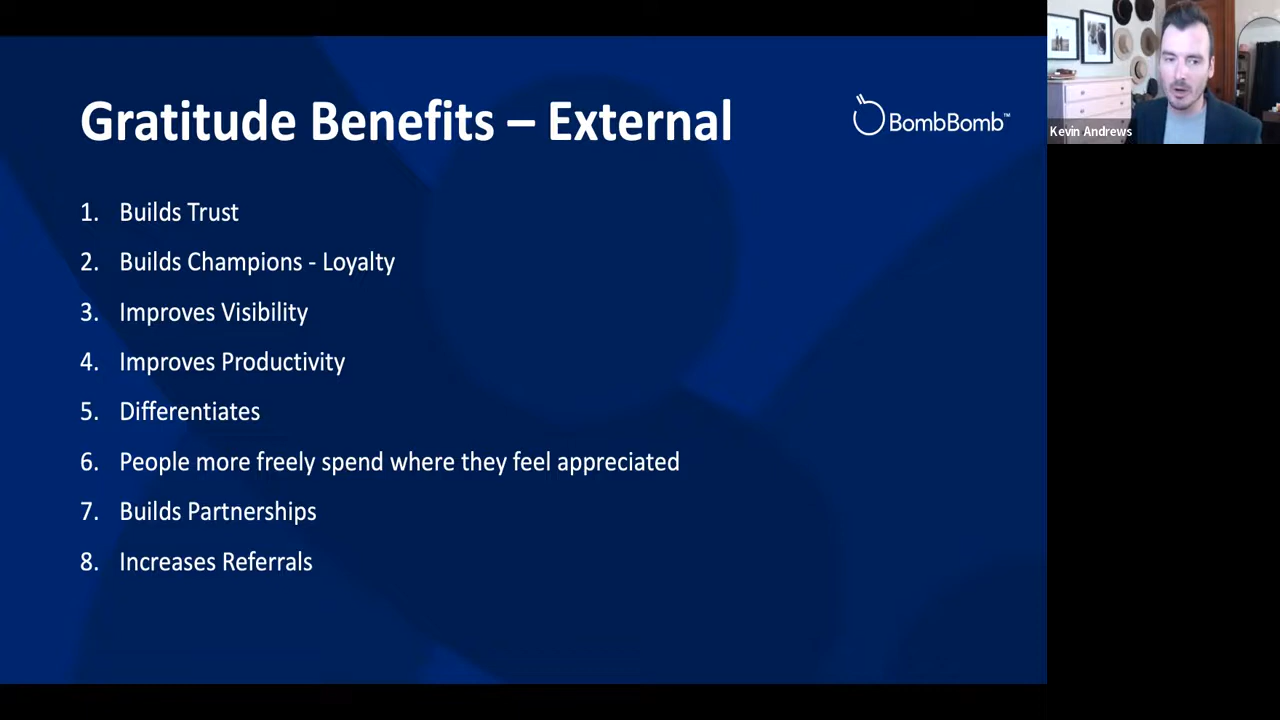 Gratitude Benefits – External
BombBomb™
Kevin Andrews
1. Builds Trust
2. Builds Champions - Loyalty
3. Improves Visibility
4. Improves Productivity
5. Differentiates
6. People more freely spend where they feel appreciated
7. Builds Partnerships
8. Increases Referrals